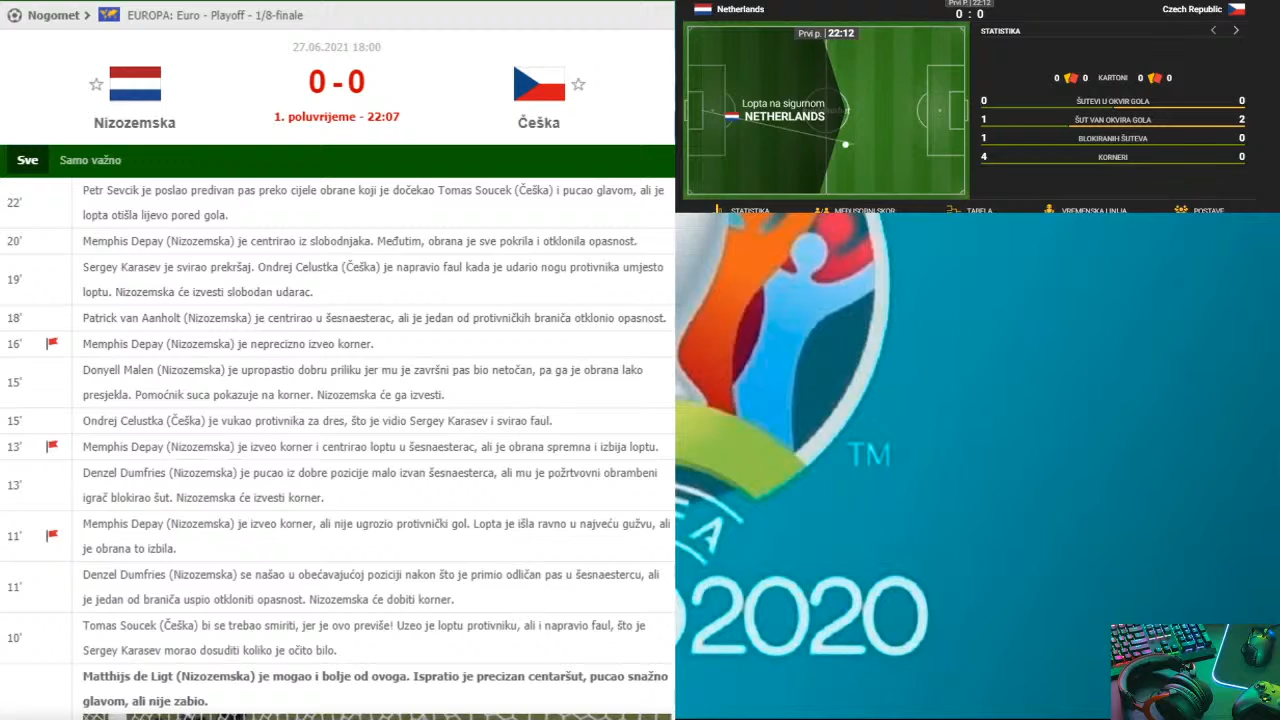 Nogomet > EUROPA: Euro - Playoff - 1/8-finale
27.06.2021 18:00
0 - 0
1. poluvrijeme - 22:07
Nizozemska
Češka
Sve Samo važno
22' Petr Sevcik je poslao predivan pas preko cijele obrane koji je dočekao Tomas Soucek (Češka) i pucao glavom, ali je
lopta otišla lijevo pored gola.
20' Memphis Depay (Nizozemska) je centrirao iz slobodnjaka. Međutim, obrana je sve pokrila i otklonila opasnost.
19' Sergey Karasev je svirao prekršaj. Ondrej Celustka (Češka) je napravio faul kada je udario nogu protivnika umjesto
loptu. Nizozemska će izvesti slobodan udarac.
18' Patrick van Aanholt (Nizozemska) je centrirao u šesnaesterac, ali je jedan od protivničkih braniča otklonio opasnost.
16' Memphis Depay (Nizozemska) je neprecizno izveo korner.
15' Donyell Malen (Nizozemska) je upropastio dobru priliku jer mu je završni pas bio netočan, pa ga je obrana lako
presjekla. Pomoćnik suca pokazuje na korner. Nizozemska će ga izvesti.
15' Ondrej Celustka (Češka) je vukao protivnika za dres, što je vidio Sergey Karasev i svirao faul.
13' Memphis Depay (Nizozemska) je izveo korner i centrirao loptu u šesnaesterac, ali je obrana spremna i izbija loptu.
13' Denzel Dumfries (Nizozemska) je pucao iz dobre pozicije malo izvan šesnaesterca, ali mu je požrtvovni obrambeni
igrač blokirao šut. Nizozemska će izvesti korner.
11' Memphis Depay (Nizozemska) je izveo korner, ali nije ugrozio protivnički gol. Lopta je išla ravno u najveću gužvu, ali
je obrana to izbila.
11' Denzel Dumfries (Nizozemska) se našao u obećavajućoj poziciji nakon što je primio odličan pas u šesnaestercu, ali
je jedan od braniča uspio otkloniti opasnost. Nizozemska će dobiti korner.
10' Tomas Soucek (Češka) bi se trebao smiriti, jer je ovo previše! Uzeo je loptu protivniku, ali i napravio faul, što je
Sergey Karasev morao dosuditi koliko je očito bilo.
Matthijs de Ligt (Nizozemska) je mogao i bolje od ovoga. Ispratio je precizan centaršut, pucao snažno
glavom, ali nije zabio.
Netherlands
Prvi p. | 22:12
0 : 0
Czech Republic
Prvi p. | 22:12
Lopta na sigurnom
NETHERLANDS
STATISTIKA
0 0 KARTONI 0 0
0 ŠUTEVI U OKVIR GOLA 0
1 ŠUT VAN OKVIRA GOLA 2
1 BLOKIRANIH ŠUTEVA 0
4 KORNERI 0
STATISTIKA MEĐUSOBNI SKOR TABELA VREMENSKA LINIJA POSTAVE
TM
2020